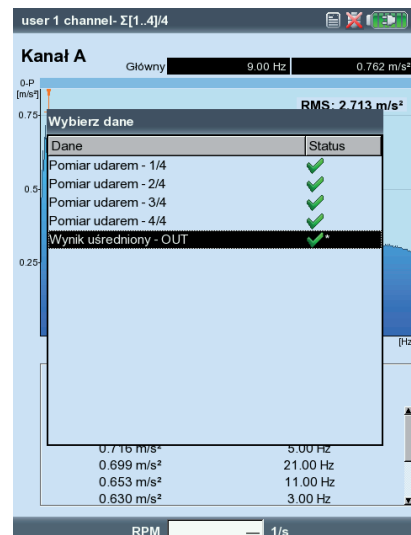 user 1 channel- Σ[1..4]/4
Kanał A
Główny 9.00 Hz 0.762 m/s²
0-P
[m/s²]
RMS: 2.713 m/s²
0.75
Wybierz dane
Dane Status
Pomiar udarem - 1/4
Pomiar udarem - 2/4
Pomiar udarem - 3/4
Pomiar udarem - 4/4
Wynik uśredniony - OUT *
0.5
0.25
[Hz
0.716 m/s² 5.00 Hz
0.699 m/s² 21.00 Hz
0.653 m/s² 11.00 Hz
0.630 m/s² 3.00 Hz
RPM — 1/s